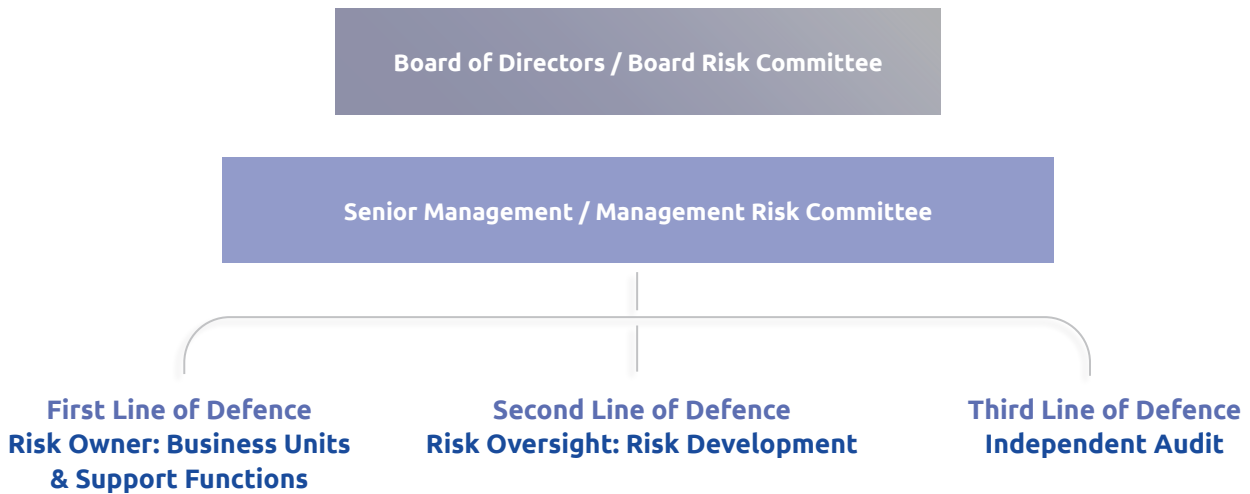 Board of Directors / Board Risk Committee
Senior Management / Management Risk Committee
First Line of Defence
Risk Owner: Business Units
& Support Functions
Second Line of Defence
Risk Oversight: Risk Development
Third Line of Defence
Independent Audit